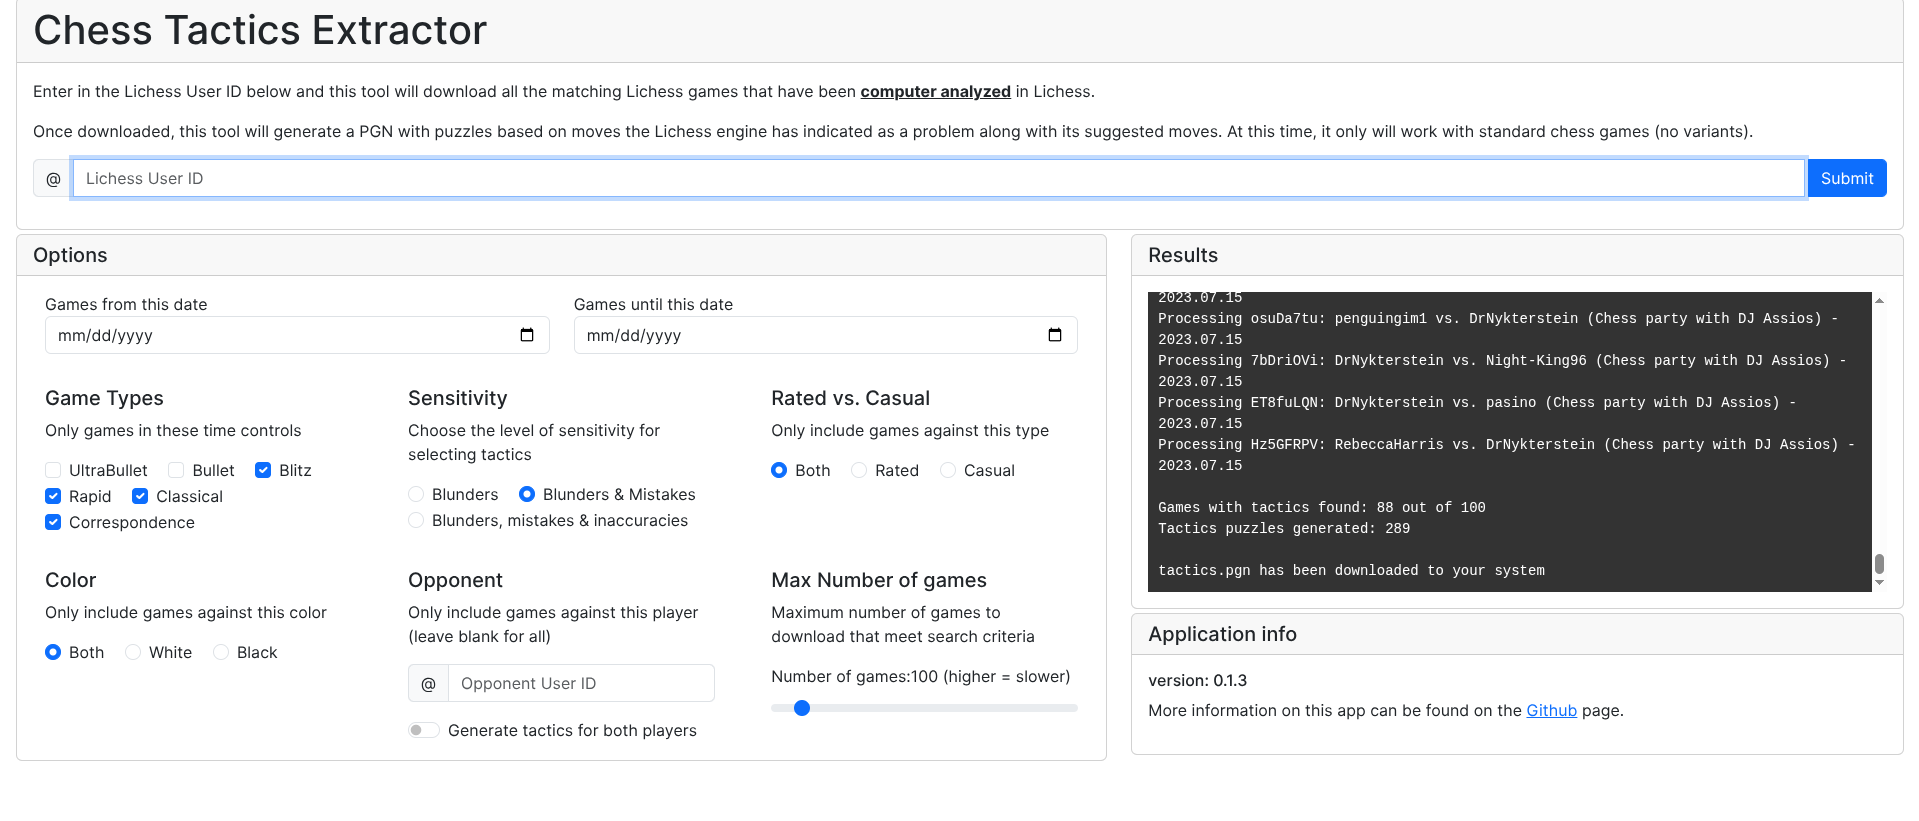 Chess Tactics Extractor
Enter in the Lichess User ID below and this tool will download all the matching Lichess games that have been computer analyzed in Lichess.
Once downloaded, this tool will generate a PGN with puzzles based on moves the Lichess engine has indicated as a problem along with its suggested moves. At this time, it only will work with standard chess games (no variants).
@ Lichess User ID Submit
Options
Games from this date
mm/dd/yyyy
Games until this date
mm/dd/yyyy
Game Types
Only games in these time controls
UltraBullet Bullet Blitz
Rapid Classical
Correspondence
Sensitivity
Choose the level of sensitivity for
selecting tactics
Blunders Blunders & Mistakes
Blunders, mistakes & inaccuracies
Rated vs. Casual
Only include games against this type
Both Rated Casual
Color
Only include games against this color
Both White Black
Opponent
Only include games against this player
(leave blank for all)
@ Opponent User ID
Generate tactics for both players
Max Number of games
Maximum number of games to
download that meet search criteria
Number of games:100 (higher = slower)
Results
2023.07.15
Processing osuDa7tu: penguingim1 vs. DrNykterstein (Chess party with DJ Assios) -
2023.07.15
Processing 7bDriOVi: DrNykterstein vs. Night-King96 (Chess party with DJ Assios) -
2023.07.15
Processing ET8fuLQN: DrNykterstein vs. pasino (Chess party with DJ Assios) -
2023.07.15
Processing Hz5GFRPV: RebeccaHarris vs. DrNykterstein (Chess party with DJ Assios) -
2023.07.15
Games with tactics found: 88 out of 100
Tactics puzzles generated: 289
tactics.pgn has been downloaded to your system
Application info
version: 0.1.3
More information on this app can be found on the Github page.